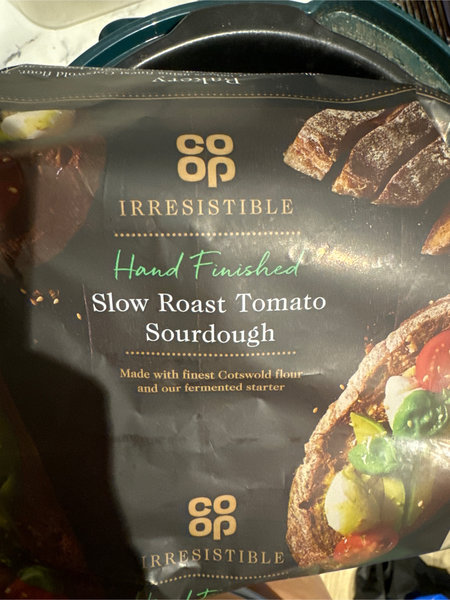 Bakery
CO
OP
IRRESISTIBLE
Hand Finished
Slow Roast Tomato
Sourdough
Made with finest Cotswold flour
and our fermented starter
CO
OP
IRRESISTIBLE